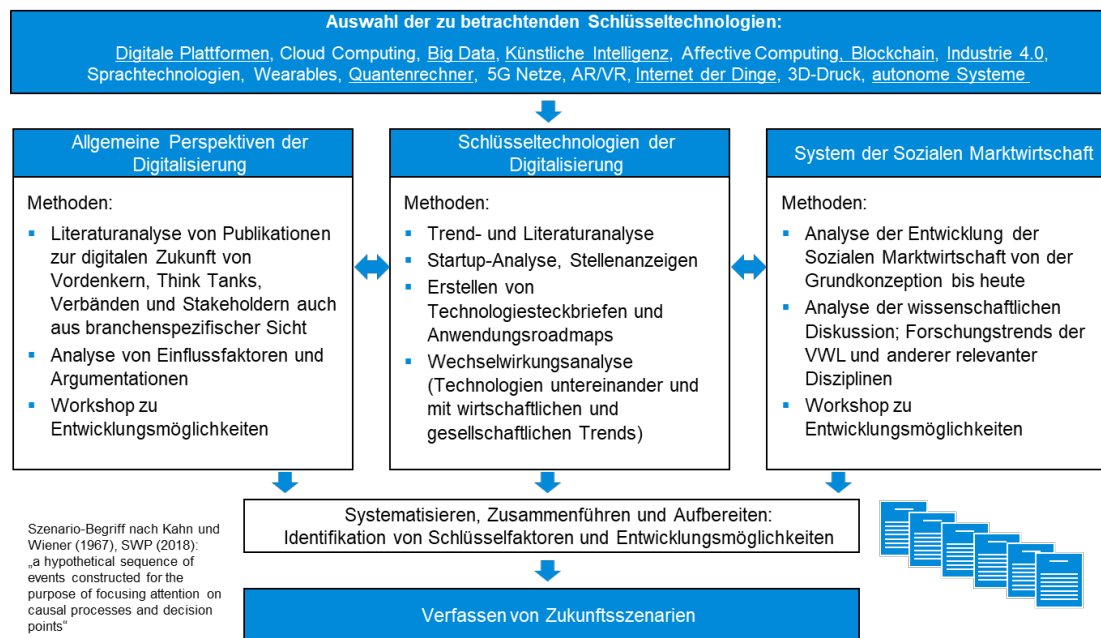 Auswahl der zu betrachtenden Schlüsseltechnologien:
Digitale Plattformen, Cloud Computing, Big Data, Künstliche Intelligenz, Affective Computing, Blockchain, Industrie 4.0,
Sprachtechnologien, Wearables, Quantenrechner, 5G Netze, AR/VR, Internet der Dinge, 3D-Druck, autonome Systeme
Allgemeine Perspektiven der
Digitalisierung
Methoden:
▪ Literaturanalyse von Publikationen
zur digitalen Zukunft von
Vordenkern, Think Tanks,
Verbänden und Stakeholdern auch
aus branchenspezifischer Sicht
▪ Analyse von Einflussfaktoren und
Argumentationen
▪ Workshop zu
Entwicklungsmöglichkeiten
Schlüsseltechnologien der
Digitalisierung
Methoden:
▪ Trend- und Literaturanalyse
▪ Startup-Analyse, Stellenanzeigen
▪ Erstellen von
Technologiesteckbriefen und
Anwendungsroadmaps
▪ Wechselwirkungsanalyse
(Technologien untereinander und
mit wirtschaftlichen und
gesellschaftlichen Trends)
System der Sozialen Marktwirtschaft
Methoden:
▪ Analyse der Entwicklung der
Sozialen Marktwirtschaft von der
Grundkonzeption bis heute
▪ Analyse der wissenschaftlichen
Diskussion; Forschungstrends der
VWL und anderer relevanter
Disziplinen
▪ Workshop zu
Entwicklungsmöglichkeiten
Systematisieren, Zusammenführen und Aufbereiten:
Identifikation von Schlüsselfaktoren und Entwicklungsmöglichkeiten
Szenario-Begriff nach Kahn und
Wiener (1967), SWP (2018):
„a hypothetical sequence of
events constructed for the
purpose of focusing attention on
causal processes and decision
points“
Verfassen von Zukunftsszenarien